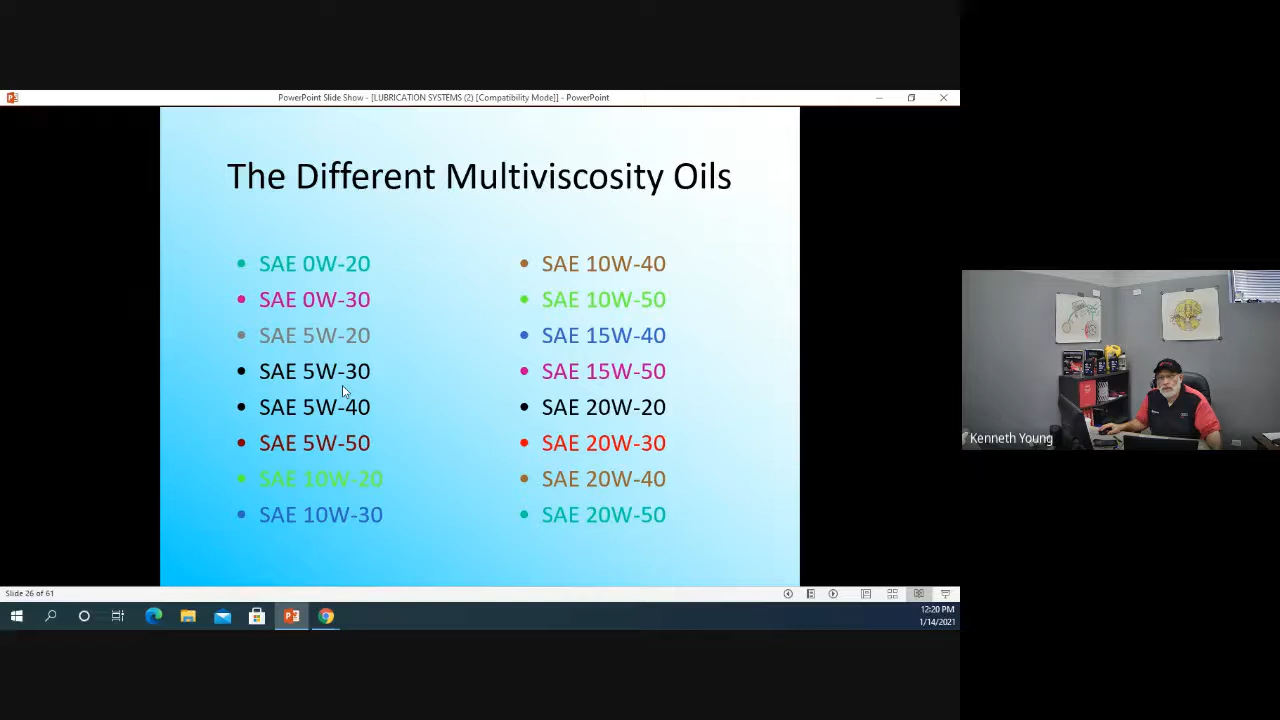 PowerPoint Slide Show - [LUBRICATION SYSTEMS (2) [Compatibility Mode]] - PowerPoint
The Different Multiviscosity Oils
• SAE 0W-20
• SAE 0W-30
• SAE 5W-20
• SAE 5W-30
• SAE 5W-40
• SAE 5W-50
• SAE 10W-20
• SAE 10W-30
• SAE 10W-40
• SAE 10W-50
• SAE 15W-40
• SAE 15W-50
• SAE 20W-20
• SAE 20W-30
• SAE 20W-40
• SAE 20W-50
Kenneth Young
Slide 26 of 61
12:20 PM
1/14/2021